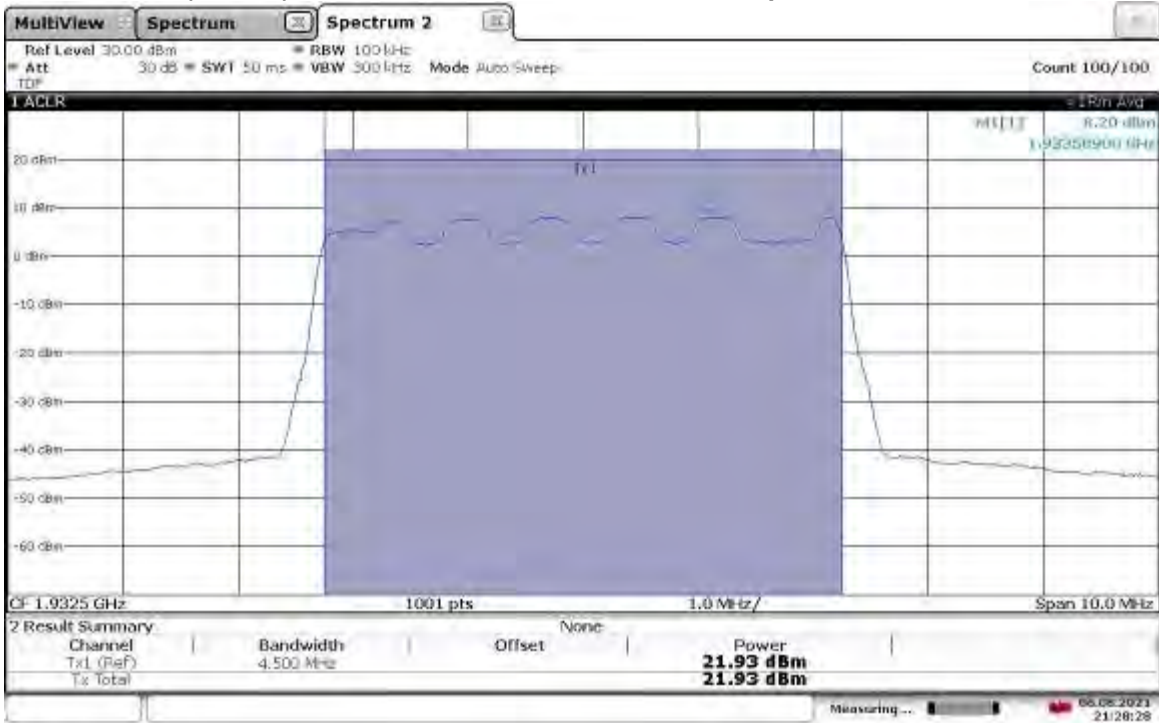 MultiView Spectrum Spectrum 2
Ref Level 30.00 dBm RBW 100 kHz
Att 30 dB SWT 50 ms VBW 300 kHz Mode Auto Sweep Count 100/100
TDF
1 ACLR 1Rm Avg
M1[1] 8.20 dBm
1.93358900 GHz
Tx1
20 dBm
10 dBm
0 dBm
-10 dBm
-20 dBm
-30 dBm
-40 dBm
-50 dBm
-60 dBm
CF 1.9325 GHz 1001 pts 1.0 MHz/ Span 10.0 MHz
2 Result Summary None
Channel Bandwidth Offset Power
Tx1 (Ref) 4.500 MHz 21.93 dBm
Tx Total 21.93 dBm
Measuring... 06.08.2021
21:28:28